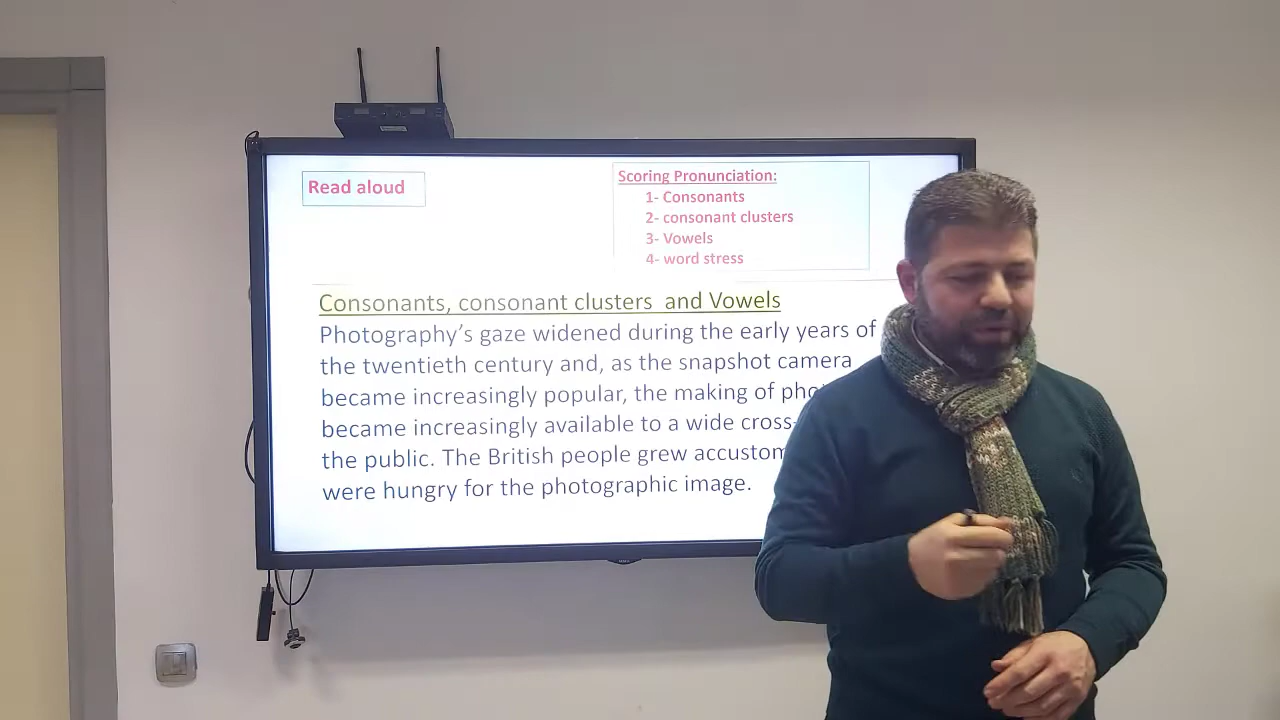 Read aloud
Scoring Pronunciation:
1- Consonants
2- consonant clusters
3- Vowels
4- word stress
Consonants, consonant clusters and Vowels
Photography's gaze widened during the early years of
the twentieth century and, as the snapshot camera
became increasingly popular, the making of
became increasingly available to a wide
the public. The British people grew
were hungry for the photographic image.